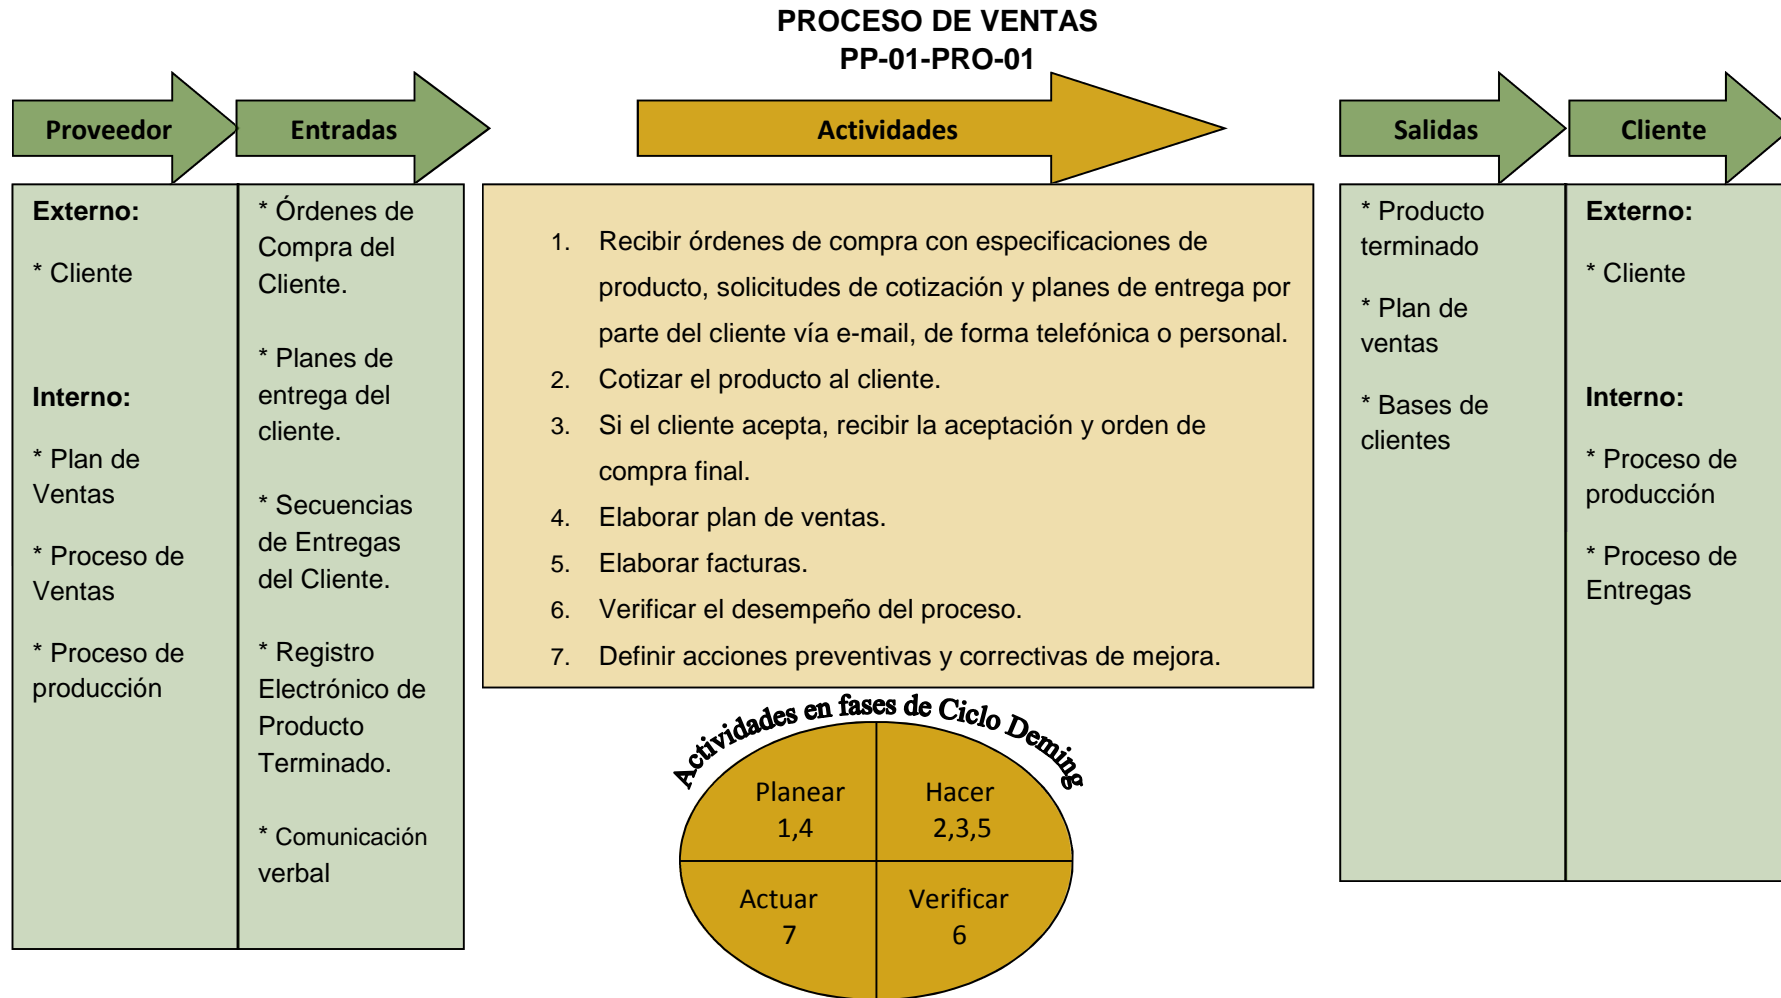 PROCESO DE VENTAS
PP-01-PRO-01
Proveedor
Entradas
Actividades
Salidas
Cliente
Externo:
* Cliente
Interno:
* Plan de
Ventas
* Proceso de
Ventas
* Proceso de
producción
* Órdenes de
Compra del
Cliente.
* Planes de
entrega del
cliente.
* Secuencias
de Entregas
del Cliente.
* Registro
Electrónico de
Producto
Terminado.
* Comunicación
verbal
1. Recibir órdenes de compra con especificaciones de
producto, solicitudes de cotización y planes de entrega por
parte del cliente vía e-mail, de forma telefónica o personal.
2. Cotizar el producto al cliente.
3. Si el cliente acepta, recibir la aceptación y orden de
compra final.
4. Elaborar plan de ventas.
5. Elaborar facturas.
6. Verificar el desempeño del proceso.
7. Definir acciones preventivas y correctivas de mejora.
Actividades en fases de Ciclo Deming
Planear
1,4
Hacer
2,3,5
Actuar
7
Verificar
6
* Producto
terminado
* Plan de
ventas
* Bases de
clientes
Externo:
* Cliente
Interno:
* Proceso de
producción
* Proceso de
Entregas